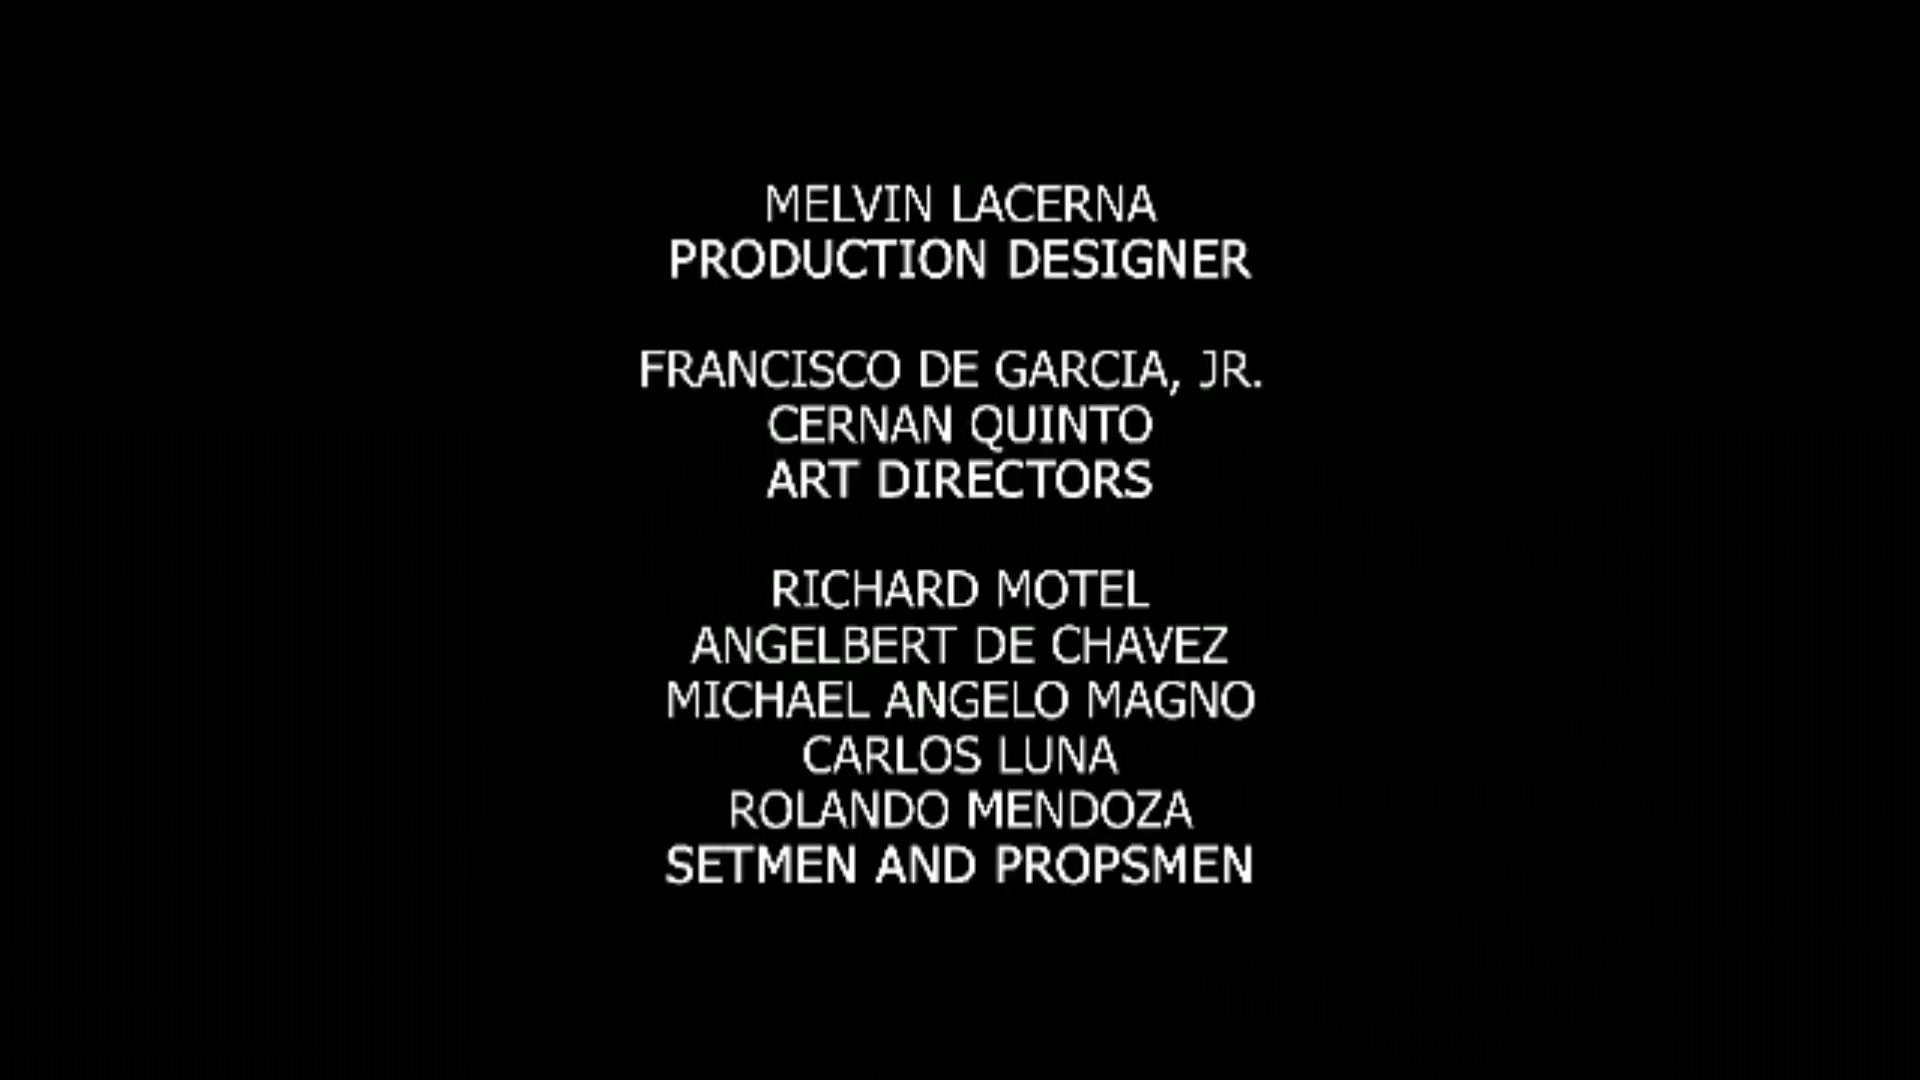 MELVIN LACERNA
PRODUCTION DESIGNER
FRANCISCO DE GARCIA, JR.
CERNAN QUINTO
ART DIRECTORS
RICHARD MOTEL
ANGELBERT DE CHAVEZ
MICHAEL ANGELO MAGNO
CARLOS LUNA
ROLANDO MENDOZA
SETMEN AND PROPSMEN